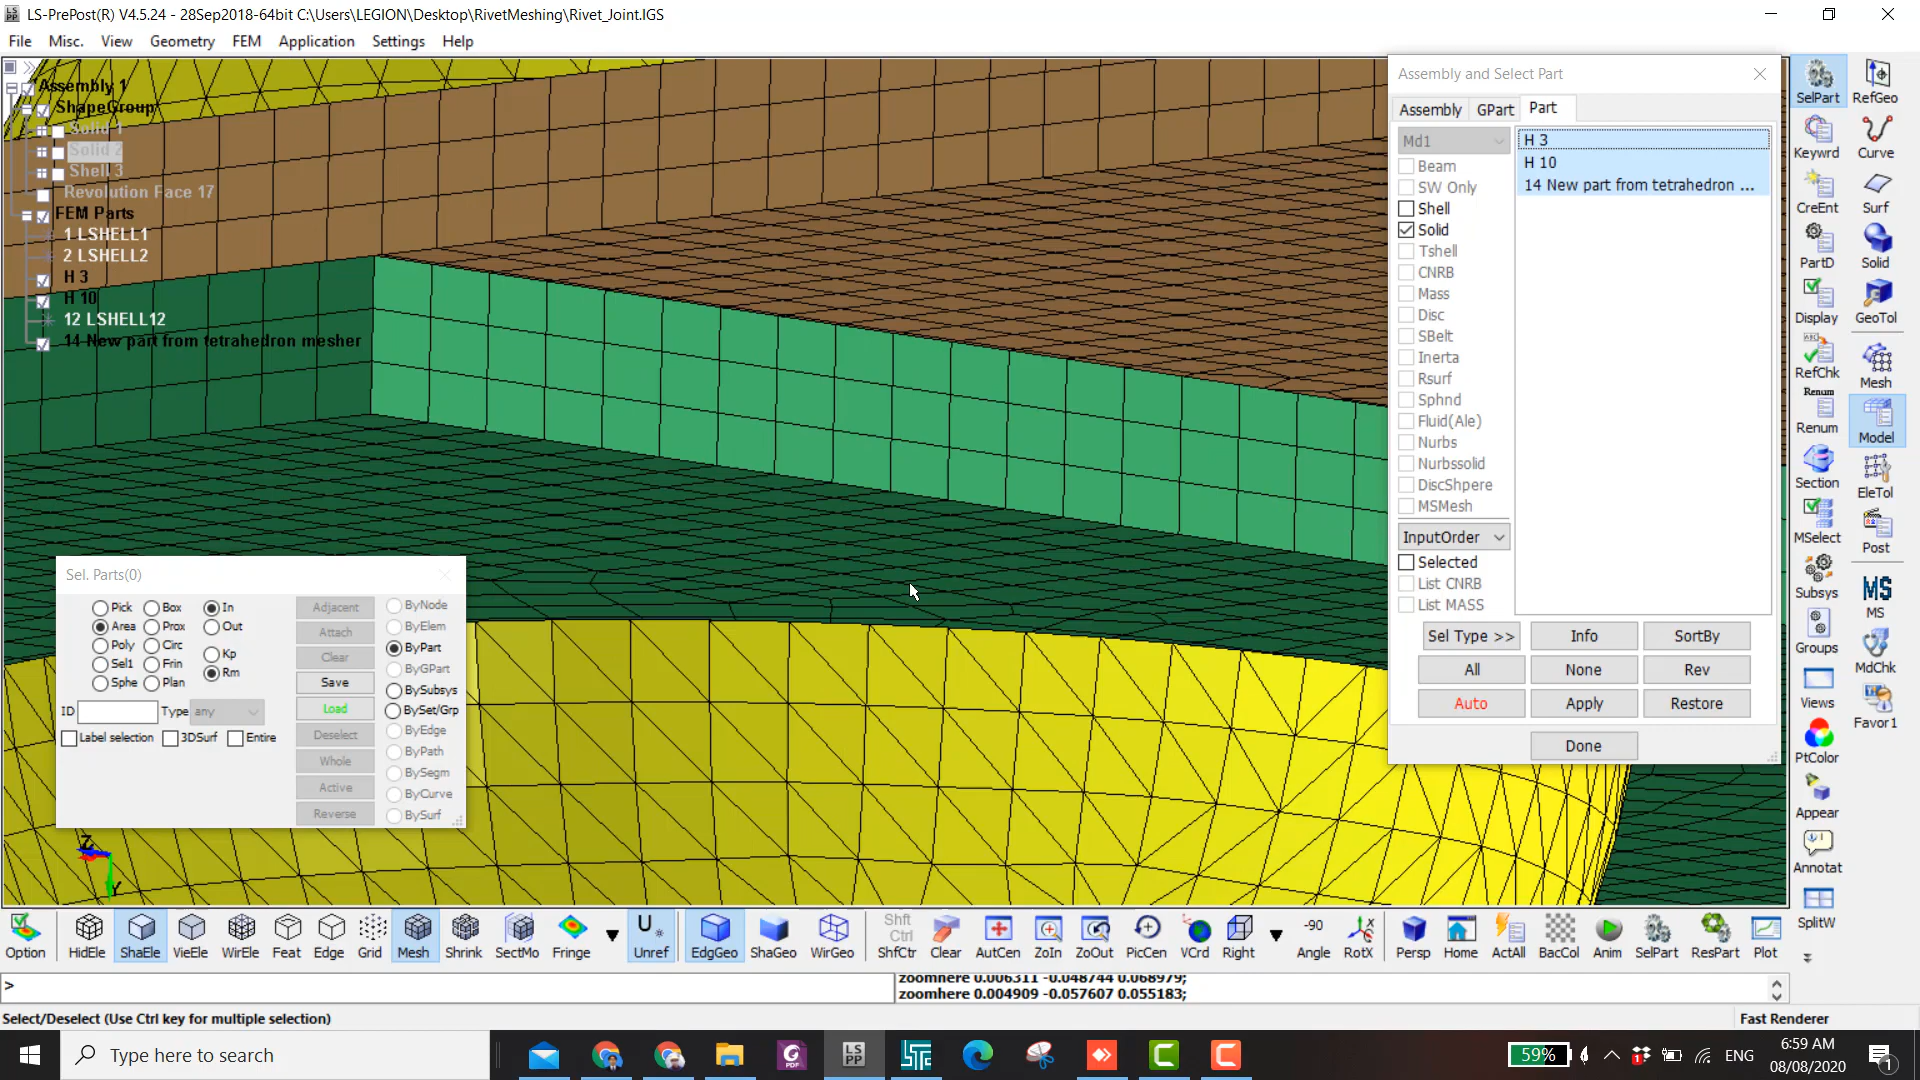 LS-PrePost(R) V4.5.24 - 28Sep2018-64bit C:\Users\LEGION\Desktop\RivetMeshing\Rivet_Joint.IGS
File Misc. View Geometry FEM Application Settings Help
Assembly 1
ShapeGroup
Solid 1
Solid 2
Shell 3
Revolution Face 17
FEM Parts
1 LSHELL1
2 LSHELL2
H 3
H 10
12 LSHELL12
14 New part from tetrahedron mesher
Assembly and Select Part
Assembly GPart Part
Md1
Beam
SW Only
Shell
Solid
Tshell
CNRB
Mass
Disc
SBelt
Inerta
Rsurf
Sphnd
Fluid(Ale)
Nurbs
Nurbssolid
DiscShpere
MSMesh
H 3
H 10
14 New part from tetrahedron ...
InputOrder
Selected
List CNRB
List MASS
Sel Type >> Info SortBy
All None Rev
Auto Apply Restore
Done
Sel. Parts(0)
Pick Box In Adjacent ByNode
Area Prox Out Attach ByElem
Poly Circ Kp Clear ByPart
Sel1 Frin Rm Save ByGPart
Sphe Plan Load BySubsys
ID Type any BySet/Grp
Label selection 3DSurf Entire Deselect ByEdge
Whole ByPath
Active BySegm
Reverse ByCurve
BySurf
Z
Y
SelPart RefGeo
Keywrd Curve
CreEnt Surf
PartD Solid
Display GeoTol
RefChk Mesh
Renum
Renum Model
Section EleTol
MSelect Post
Subsys MS
MS
Groups MdChk
Views Favor1
PtColor
Appear
Annotat
SplitW
Option HidEle ShaEle VieEle WirEle Feat Edge Grid Mesh Shrink SectMo Fringe Unref EdgGeo ShaGeo WirGeo Shft Ctrl ShfCtr Clear AutCen ZoIn ZoOut PicCen VCrd Right -90 Angle RotX Persp Home ActAll BacCol Anim SelPart ResPart Plot
>
zoomhere 0.006311 -0.048744 0.068979;
zoomhere 0.004909 -0.057607 0.055183;
Select/Deselect (Use Ctrl key for multiple selection)
Fast Renderer
Type here to search
LS
PP
59%
ENG
6:59 AM
08/08/2020
1